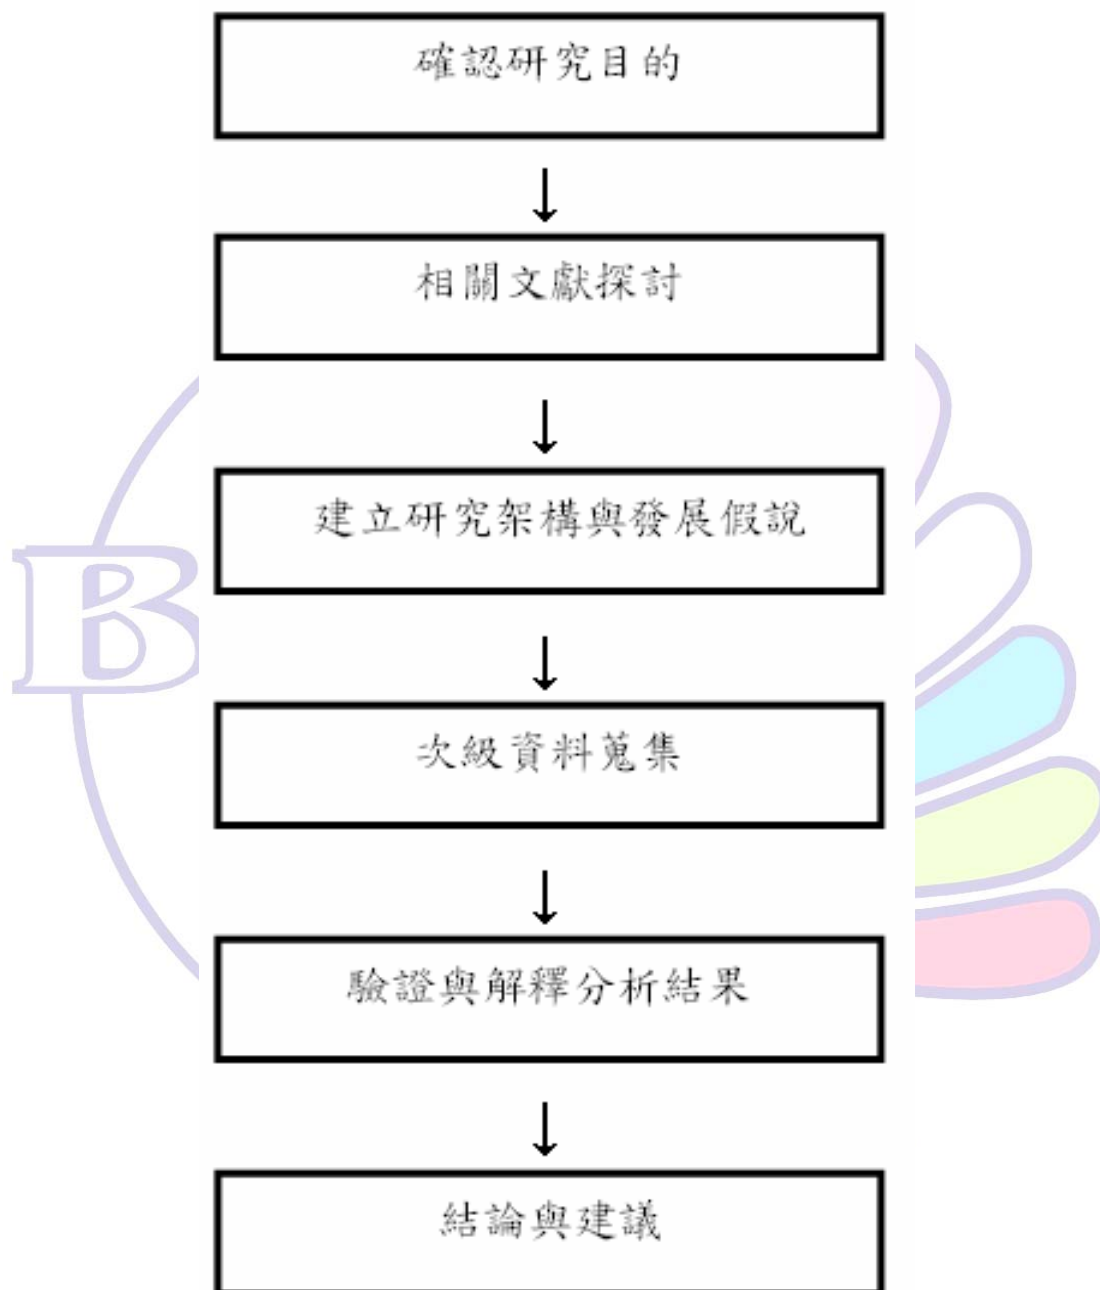 確認研究目的
↓
相關文獻探討
↓
建立研究架構與發展假說
↓
次級資料蒐集
↓
驗證與解釋分析結果
↓
結論與建議
B